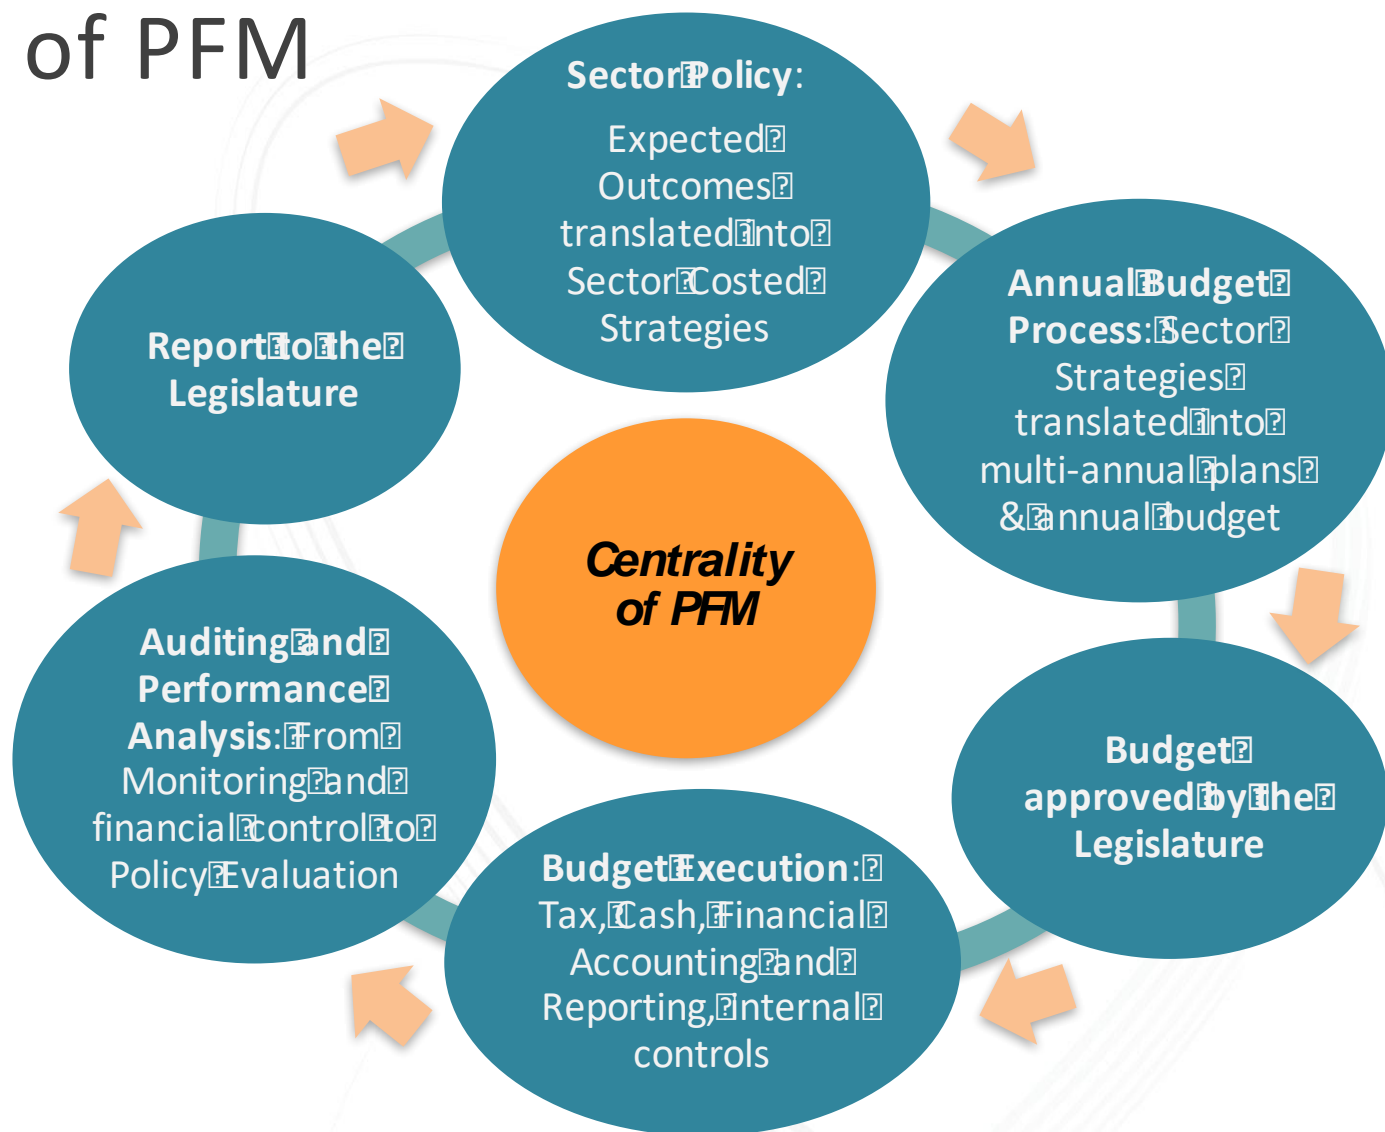 of PFM
Sector Policy:
Expected
Outcomes
translated into
Sector Costed
Strategies
Annual Budget
Process: Sector
Strategies
translated into
multi-annual plans
& annual budget
Budget
approved by the
Legislature
Budget Execution:
Tax, Cash, Financial
Accounting and
Reporting, internal
controls
Auditing and
Performance
Analysis: From
Monitoring and
financial control to
Policy Evaluation
Report to the
Legislature
Centrality
of PFM